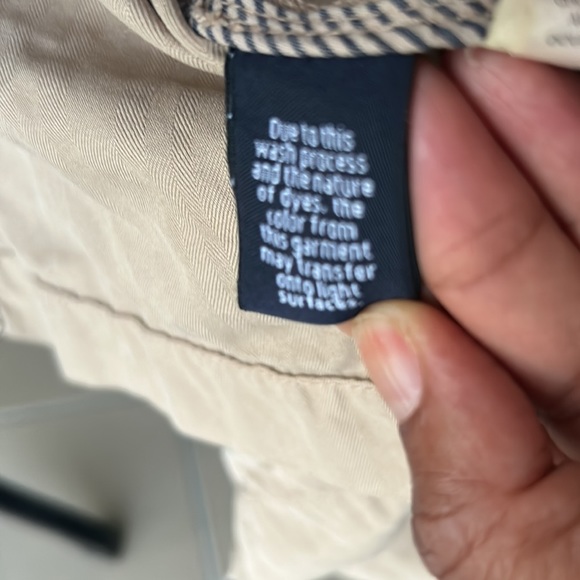 Due to this
wash process
and the nature
of dyes, the
color from
this garment
may transfer
onto light
surfaces.